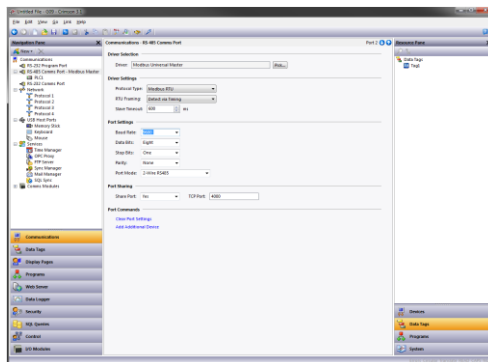 Untitled File - G09 - Crimson 3.0
File Edit View Go Link Help
Navigation Pane
Communications - RS-485 Comms Port
Port 2
Resource Pane
New
Communications
RS-232 Program Port
RS-485 Comms Port - Modbus Master
PLC1
RS-232 Comms Port
Network
Protocol 1
Protocol 2
Protocol 3
Protocol 4
USB Host Ports
Memory Stick
Keyboard
Mouse
Services
Time Manager
OPC Proxy
FTP Server
Sync Manager
Mail Manager
SQL Sync
Comms Modules
Driver Selection
Driver: Modbus Universal Master
Pick...
Driver Settings
Protocol Type: Modbus RTU
RTU Framing: Detect via Timing
Slave Timeout: 600 ms
Port Settings
Baud Rate:
Data Bits: Eight
Stop Bits: One
Parity: None
Port Mode: 2-Wire RS485
Port Sharing
Share Port: No
TCP Port: 4000
Port Commands
Clear Port Settings
Add Additional Device
Data Tags
Tag1
Communications
Data Tags
Display Pages
Programs
Web Server
Data Logger
Security
SQL Queries
Control
I/O Modules
Devices
Data Tags
Programs
System